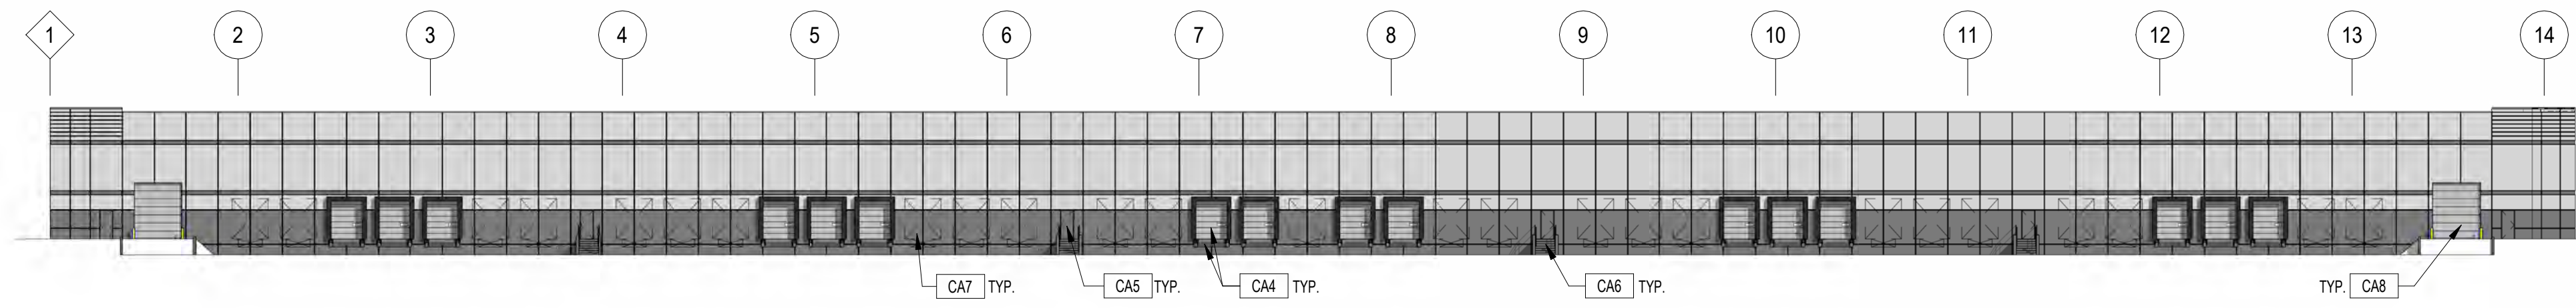 1 2 3 4 5 6 7 8 9 10 11 12 13 14
CA7 TYP. CA5 TYP. CA4 TYP. CA6 TYP. TYP. CA8